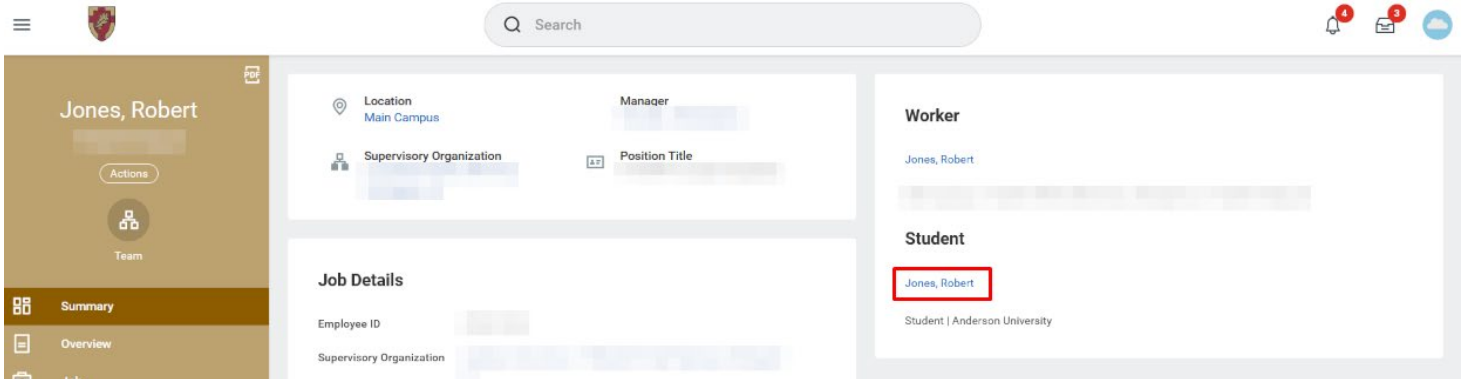 Search
4
3
PDF
Jones, Robert
Actions
Team
Summary
Overview
Location
Main Campus
Manager
Supervisory Organization
Position Title
Job Details
Employee ID
Supervisory Organization
Worker
Jones, Robert
Student
Jones, Robert
Student | Anderson University